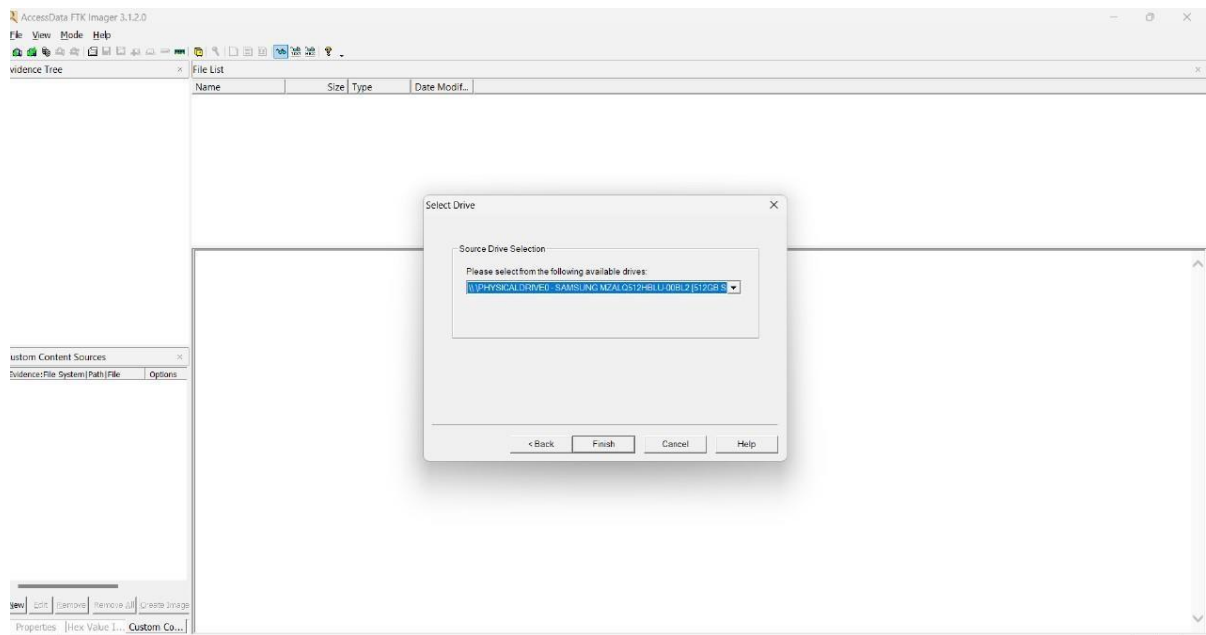 AccessData FTK Imager 3.1.2.0
File View Mode Help
vidence Tree
File List
Name Size Type Date Modif...
Select Drive
Source Drive Selection
Please select from the following available drives:
\\.\PHYSICALDRIVE0 - SAMSUNG MZALQ512HBLU-00BL2 [512GB S
< Back Finish Cancel Help
ustom Content Sources
Evidence:File System|Path|File Options
New Edit Remove Remove All Create Image
Properties Hex Value I... Custom Co...